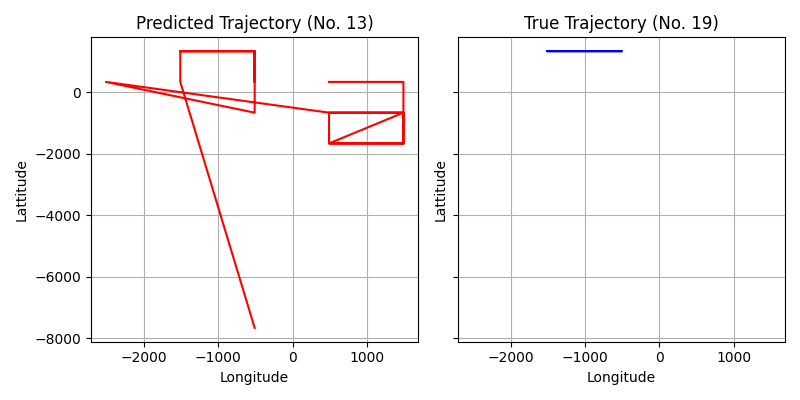 Predicted Trajectory (No. 13)
True Trajectory (No. 19)
Lattitude
0
−2000
−4000
−6000
−8000
−2000
−1000
0
1000
Longitude
Lattitude
−2000
−1000
0
1000
Longitude